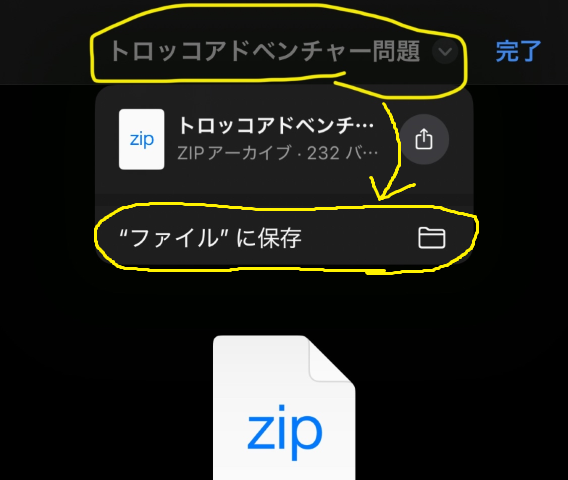 トロッコアドベンチャー問題
完了
zip
トロッコアドベンチ…
ZIPアーカイブ · 232 バ…
“ファイル” に保存
zip